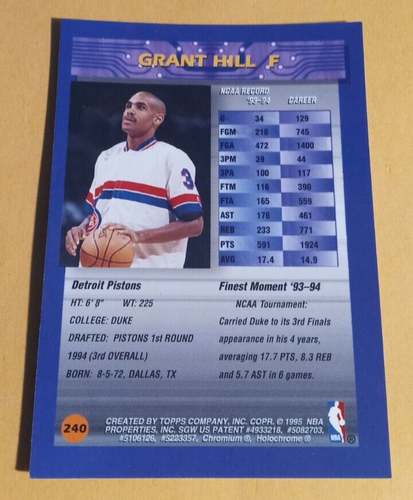 GRANT HILL F
NCAA RECORD
'93-94 CAREER
G 34 129
FGM 218 745
FGA 472 1400
3PM 39 44
3PA 100 117
FTM 116 390
FTA 165 559
AST 176 461
REB 233 771
PTS 591 1924
AVG 17.4 14.9
3
Detroit Pistons
HT: 6' 8" WT: 225
COLLEGE: DUKE
DRAFTED: PISTONS 1st ROUND
1994 (3rd OVERALL)
BORN: 8-5-72, DALLAS, TX
Finest Moment '93-94
NCAA Tournament:
Carried Duke to its 3rd Finals
appearance in his 4 years,
averaging 17.7 PTS, 8.3 REB
and 5.7 AST in 6 games.
240
CREATED BY TOPPS COMPANY, INC. COPR. © 1995 NBA
PROPERTIES, INC. SGW US PATENT #4933218, #5082703,
#5106126, #5223357, Chromium ®, Holochrome ®
NBA ®